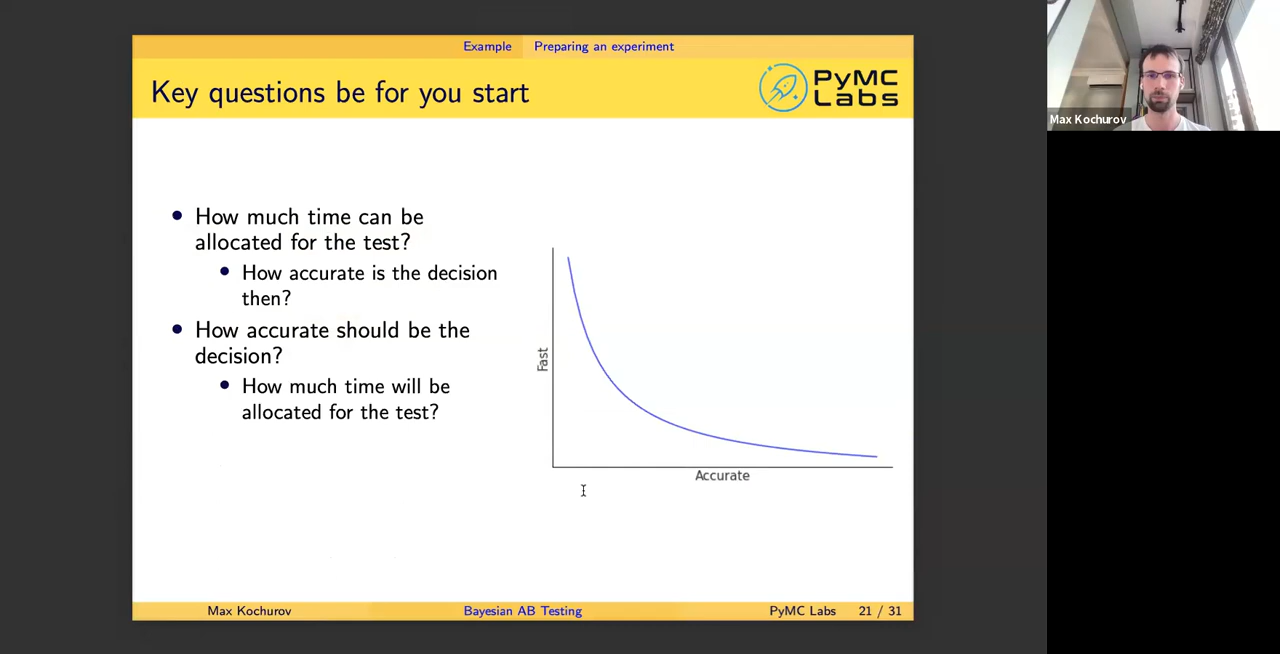 Example Preparing an experiment
Key questions be for you start
PyMC
Labs
How much time can be
allocated for the test?
How accurate is the decision
then?
How accurate should be the
decision?
How much time will be
allocated for the test?
Fast
Accurate
Max Kochurov Bayesian AB Testing PyMC Labs 21 / 31
Max Kochurov